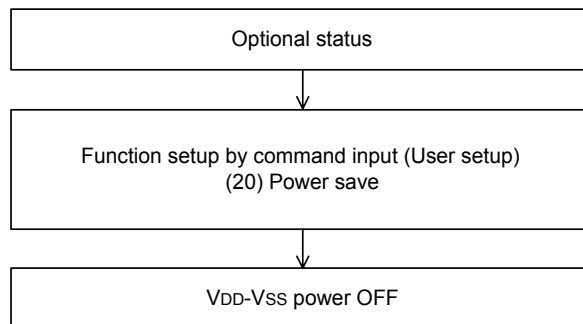 Optional status
Function setup by command input (User setup)
(20) Power save
VDD-VSS power OFF